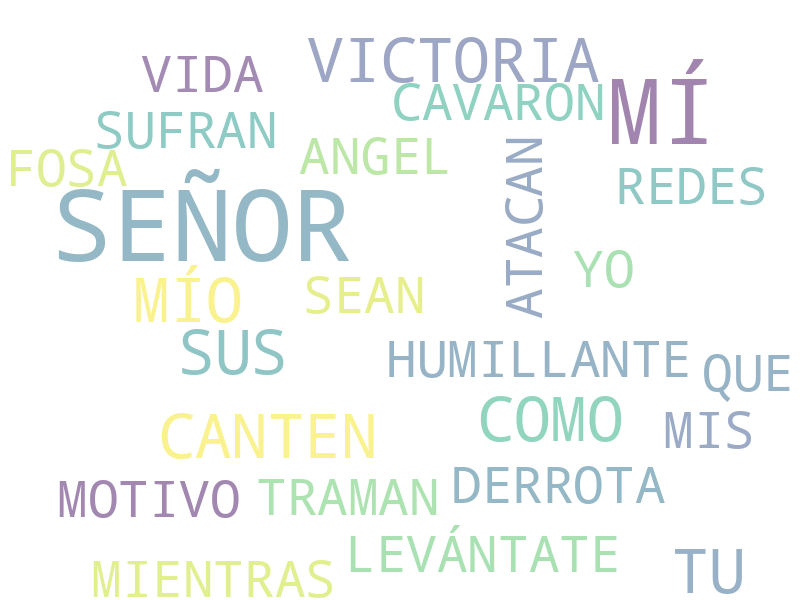 VICTORIA
VIDA
MÍ
CAVARON
SUFRAN
ANGEL
FOSA
ATACAN
REDES
SEÑOR
YO
MÍO
SEAN
SUS
HUMILLANTE
QUE
COMO
CANTEN
MIS
DERROTA
MOTIVO
TRAMAN
LEVÁNTATE
TU
MIENTRAS